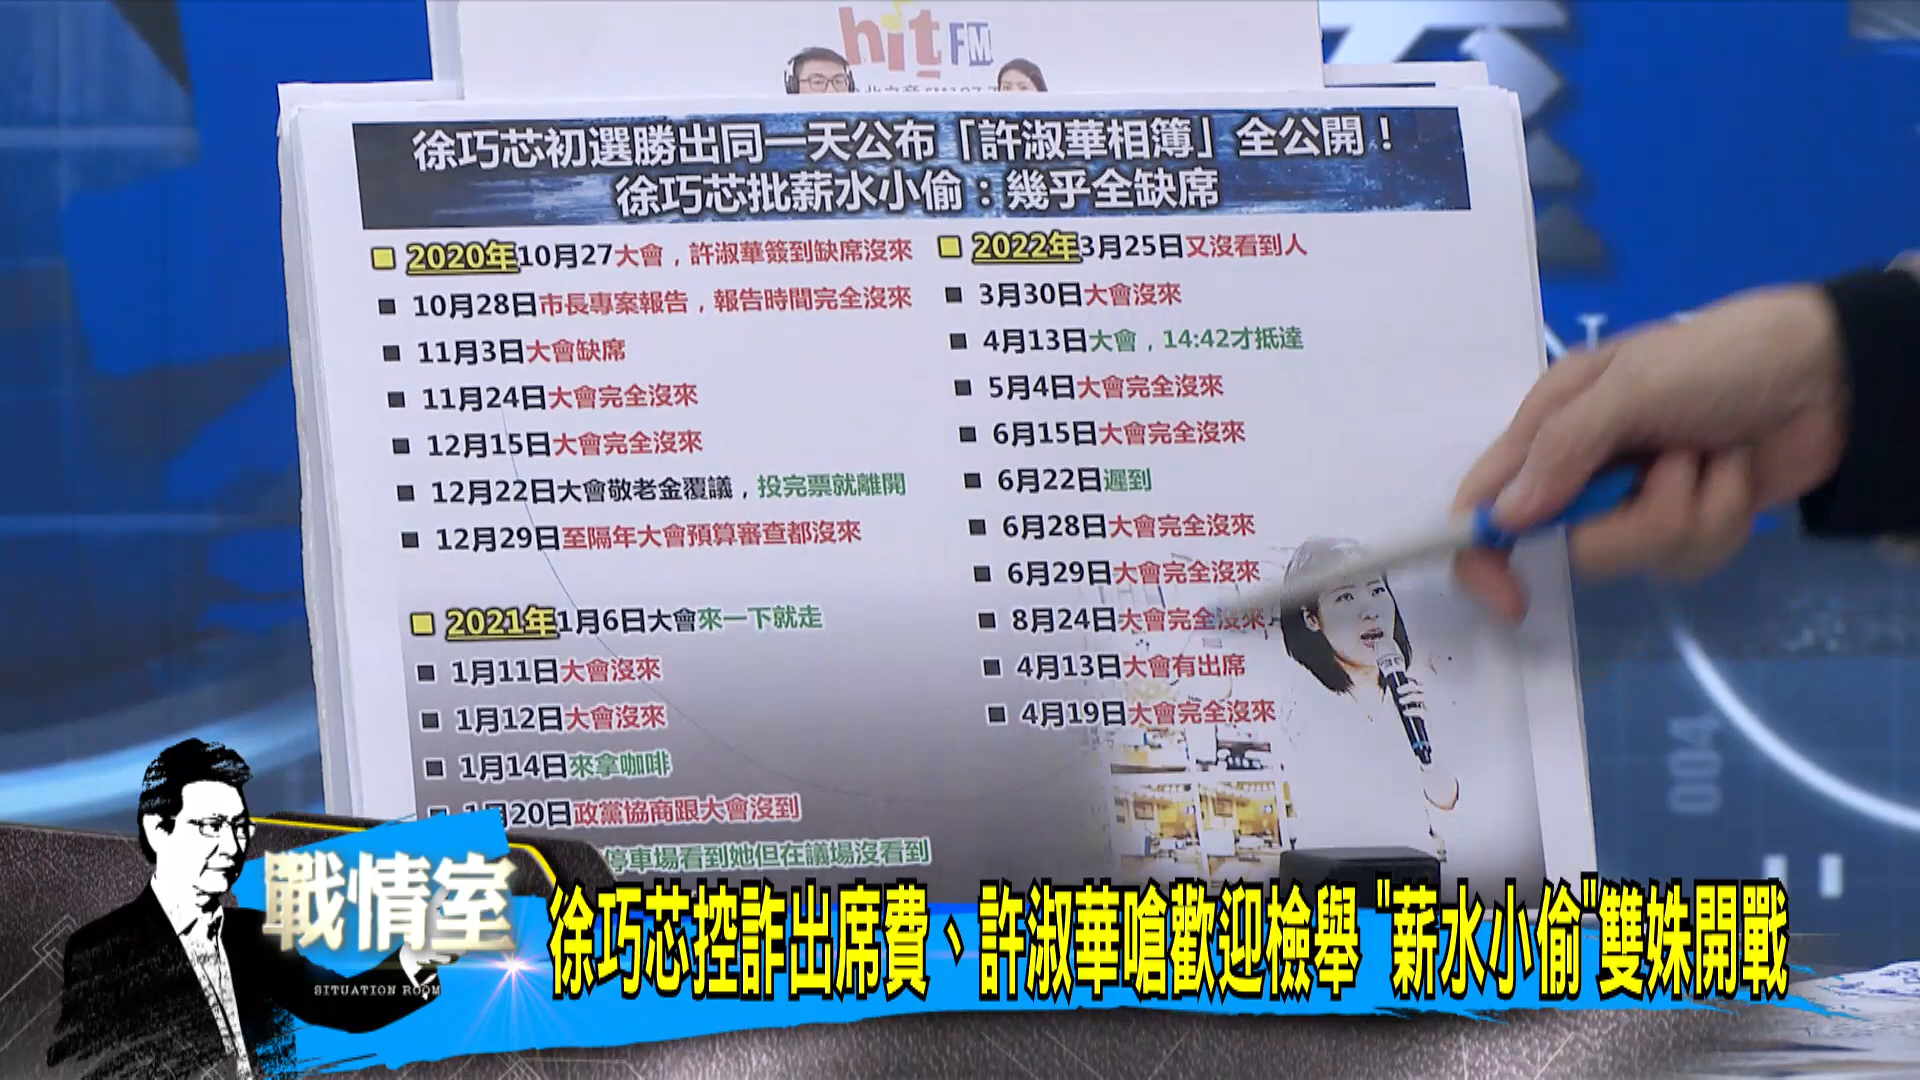 hit FM
徐巧芯初選勝出同一天公布「許淑華相簿」全公開！
徐巧芯批薪水小偷：幾乎全缺席
2020年10月27大會，許淑華簽到缺席沒來
10月28日市長專案報告，報告時間完全沒來
11月3日大會缺席
11月24日大會完全沒來
12月15日大會完全沒來
12月22日大會敬老金覆議，投完票就離開
12月29日至隔年大會預算審查都沒來
2021年1月6日大會來一下就走
1月11日大會沒來
1月12日大會沒來
1月14日來拿咖啡
月20日政黨協商跟大會沒到
停車場看到她但在議場沒看到
2022年3月25日又沒看到人
3月30日大會沒來
4月13日大會，14:42才抵達
5月4日大會完全沒來
6月15日大會完全沒來
6月22日遲到
6月28日大會完全沒來
6月29日大會完全沒來
8月24日大會完全沒來
4月13日大會有出席
4月19日大會完全沒來
004
戰情室
SITUATION ROOM
徐巧芯控詐出席費、許淑華嗆歡迎檢舉 "薪水小偷"雙姝開戰